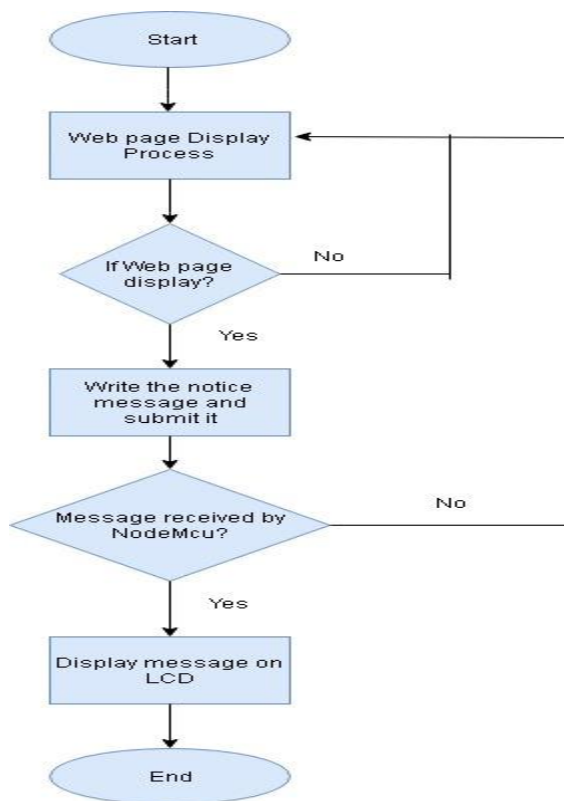 Start
Web page Display
Process
If Web page
display?
No
Yes
Write the notice
message and
submit it
Message received by
NodeMcu?
No
Yes
Display message on
LCD
End